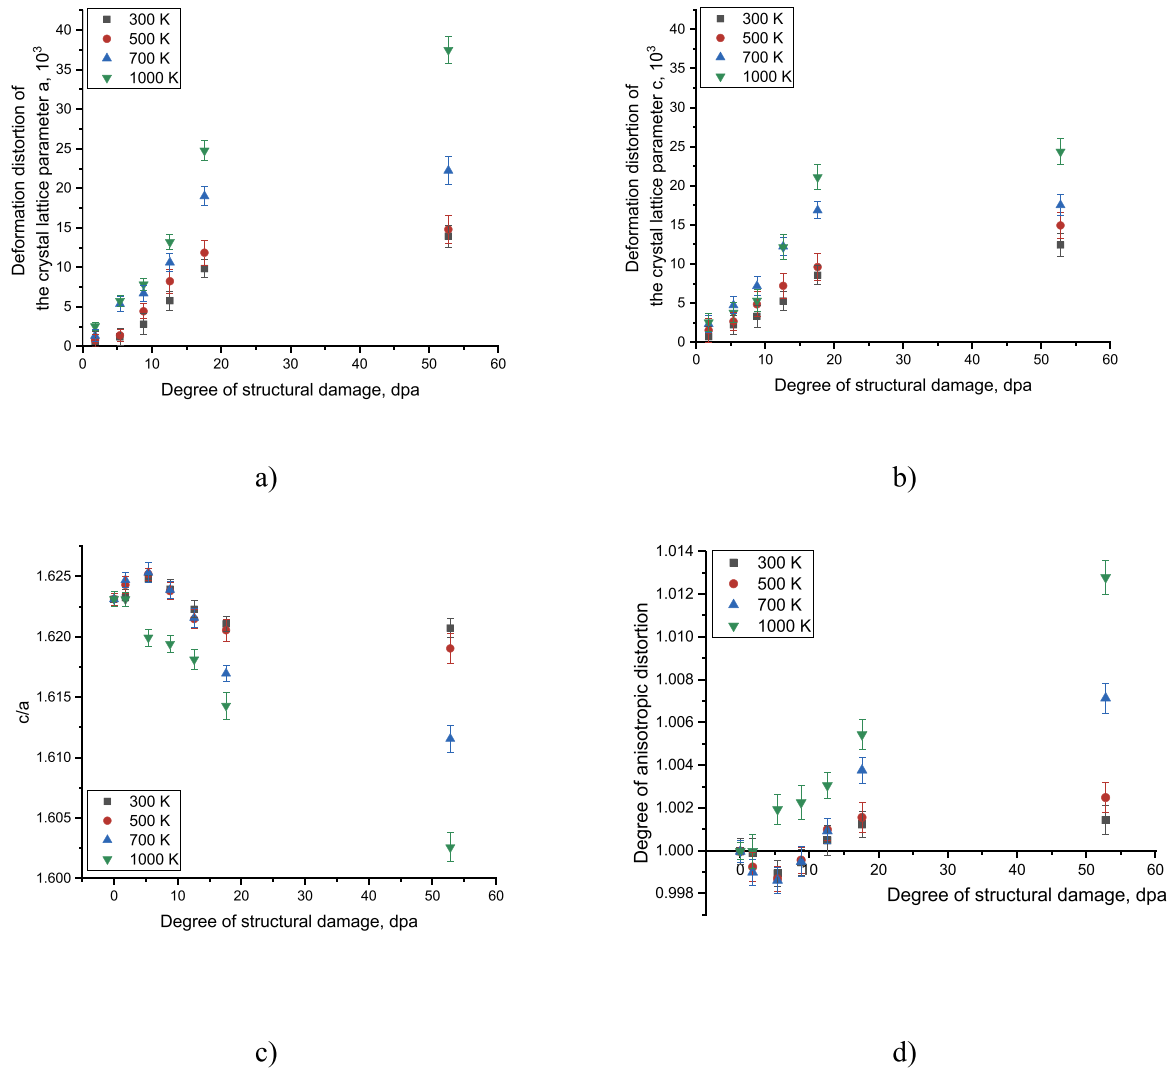 Deformation distortion of
the crystal lattice parameter a, 10³
40
35
30
25
20
15
10
5
0
300 K
500 K
700 K
1000 K
0 10 20 30 40 50 60
Degree of structural damage, dpa
a)
Deformation distortion of
the crystal lattice parameter c, 10³
40
35
30
25
20
15
10
5
0
300 K
500 K
700 K
1000 K
0 10 20 30 40 50 60
Degree of structural damage, dpa
b)
c/a
1.625
1.620
1.615
1.610
1.605
1.600
300 K
500 K
700 K
1000 K
0 10 20 30 40 50 60
Degree of structural damage, dpa
c)
Degree of anisotropic distortion
1.014
1.012
1.010
1.008
1.006
1.004
1.002
1.000
0.998
300 K
500 K
700 K
1000 K
0 10 20 30 40 50 60
Degree of structural damage, dpa
d)